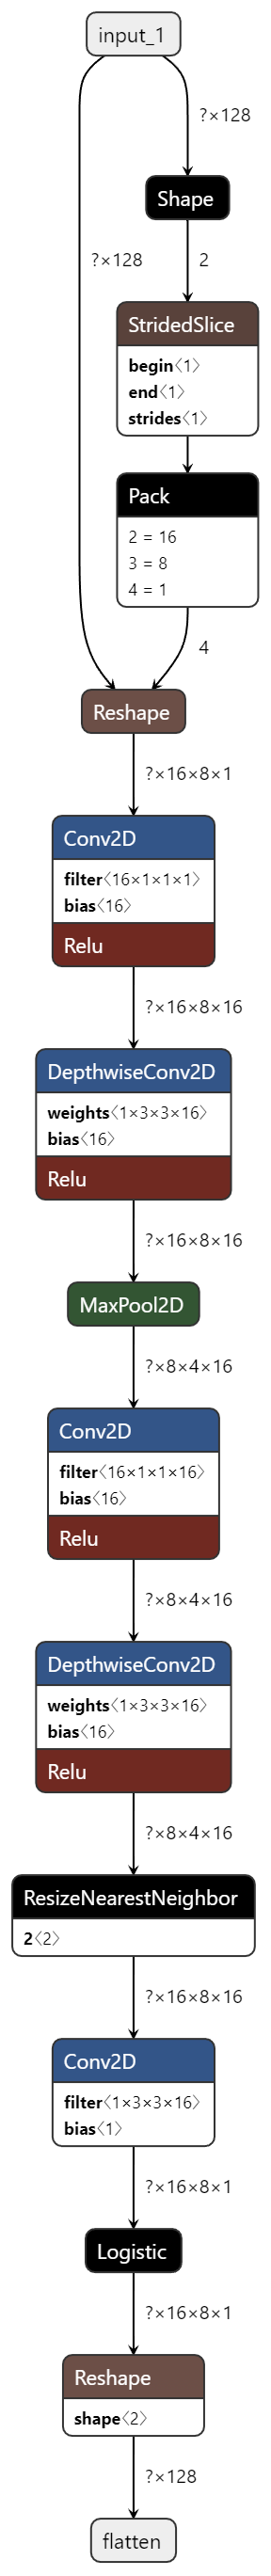 input_1
?×128
Shape
?×128
2
StridedSlice
begin〈1〉
end〈1〉
strides〈1〉
Pack
2 = 16
3 = 8
4 = 1
4
Reshape
?×16×8×1
Conv2D
filter〈16×1×1×1〉
bias〈16〉
Relu
?×16×8×16
DepthwiseConv2D
weights〈1×3×3×16〉
bias〈16〉
Relu
?×16×8×16
MaxPool2D
?×8×4×16
Conv2D
filter〈16×1×1×16〉
bias〈16〉
Relu
?×8×4×16
DepthwiseConv2D
weights〈1×3×3×16〉
bias〈16〉
Relu
?×8×4×16
ResizeNearestNeighbor
2〈2〉
?×16×8×16
Conv2D
filter〈1×3×3×16〉
bias〈1〉
?×16×8×1
Logistic
?×16×8×1
Reshape
shape〈2〉
?×128
flatten